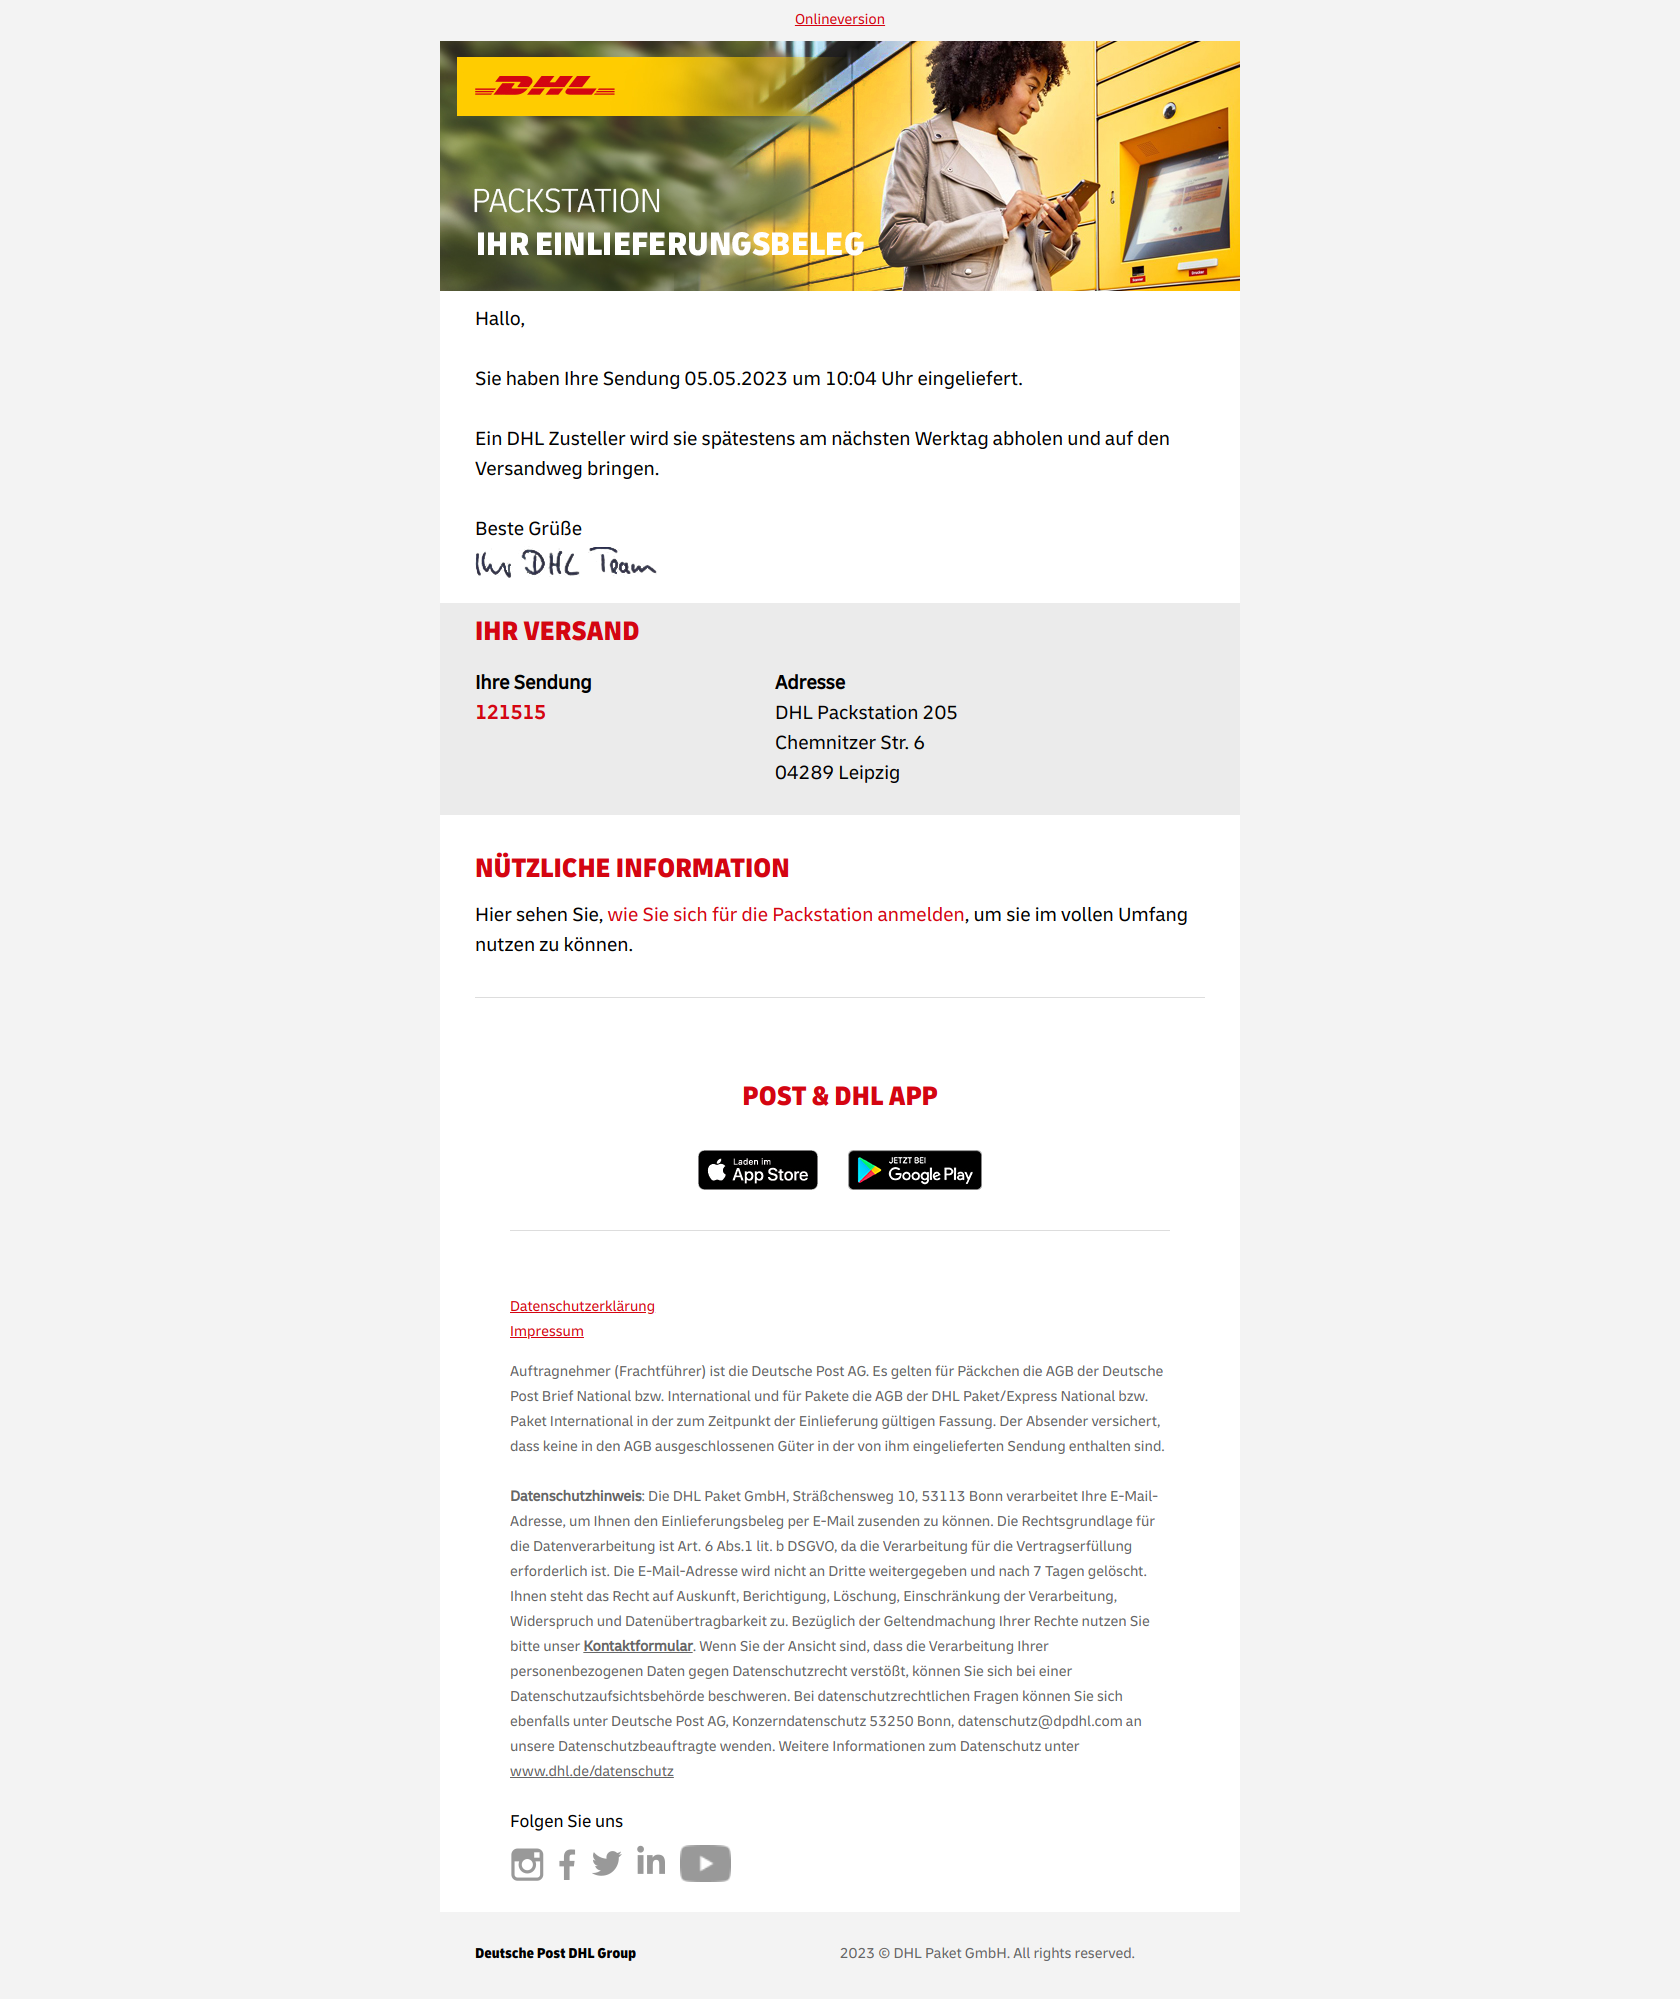 Onlineversion
DHL
PACKSTATION
IHR EINLIEFERUNGSBELEG
Hallo,
Sie haben Ihre Sendung 05.05.2023 um 10:04 Uhr eingeliefert.
Ein DHL Zusteller wird sie spätestens am nächsten Werktag abholen und auf den
Versandweg bringen.
Beste Grüße
Ihr DHL Team
IHR VERSAND
Ihre Sendung
121515
Adresse
DHL Packstation 205
Chemnitzer Str. 6
04289 Leipzig
NÜTZLICHE INFORMATION
Hier sehen Sie, wie Sie sich für die Packstation anmelden, um sie im vollen Umfang
nutzen zu können.
POST & DHL APP
Laden im
App Store
JETZT BEI
Google Play
Datenschutzerklärung
Impressum
Auftragnehmer (Frachtführer) ist die Deutsche Post AG. Es gelten für Päckchen die AGB der Deutsche
Post Brief National bzw. International und für Pakete die AGB der DHL Paket/Express National bzw.
Paket International in der zum Zeitpunkt der Einlieferung gültigen Fassung. Der Absender versichert,
dass keine in den AGB ausgeschlossenen Güter in der von ihm eingelieferten Sendung enthalten sind.
Datenschutzhinweis: Die DHL Paket GmbH, Sträßchensweg 10, 53113 Bonn verarbeitet Ihre E-Mail-
Adresse, um Ihnen den Einlieferungsbeleg per E-Mail zusenden zu können. Die Rechtsgrundlage für
die Datenverarbeitung ist Art. 6 Abs.1 lit. b DSGVO, da die Verarbeitung für die Vertragserfüllung
erforderlich ist. Die E-Mail-Adresse wird nicht an Dritte weitergegeben und nach 7 Tagen gelöscht.
Ihnen steht das Recht auf Auskunft, Berichtigung, Löschung, Einschränkung der Verarbeitung,
Widerspruch und Datenübertragbarkeit zu. Bezüglich der Geltendmachung Ihrer Rechte nutzen Sie
bitte unser Kontaktformular. Wenn Sie der Ansicht sind, dass die Verarbeitung Ihrer
personenbezogenen Daten gegen Datenschutzrecht verstößt, können Sie sich bei einer
Datenschutzaufsichtsbehörde beschweren. Bei datenschutzrechtlichen Fragen können Sie sich
ebenfalls unter Deutsche Post AG, Konzerndatenschutz 53250 Bonn, datenschutz@dpdhl.com an
unsere Datenschutzbeauftragte wenden. Weitere Informationen zum Datenschutz unter
www.dhl.de/datenschutz
Folgen Sie uns
in
Deutsche Post DHL Group
2023 © DHL Paket GmbH. All rights reserved.